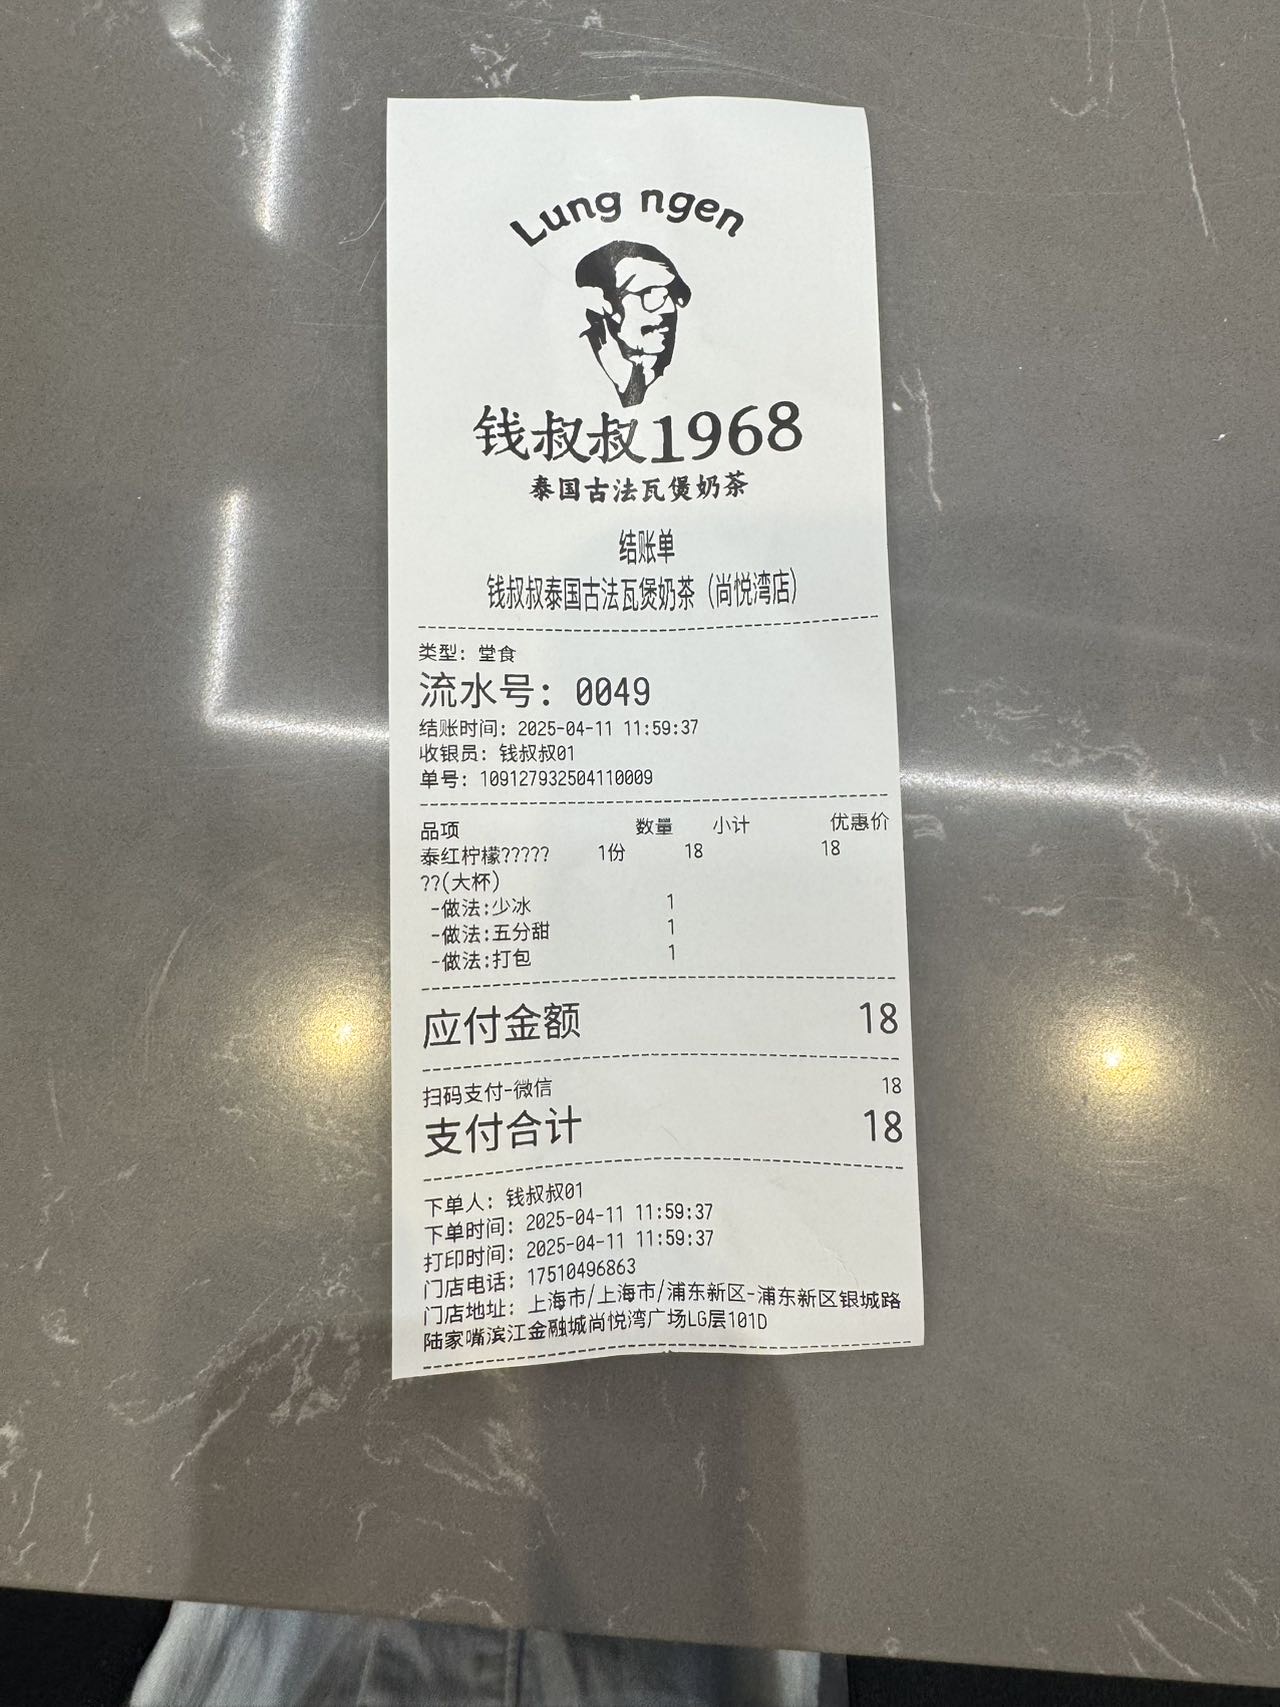 Lung ngen
钱叔叔1968
泰国古法瓦煲奶茶
结账单
钱叔叔泰国古法瓦煲奶茶（尚悦湾店）
类型：堂食
流水号：0049
结账时间：2025-04-11 11:59:37
收银员：钱叔叔01
单号：109127932504110009
品项 数量 小计 优惠价
泰红柠檬????? 1份 18 18
??(大杯)
-做法:少冰 1
-做法:五分甜 1
-做法:打包 1
应付金额 18
扫码支付-微信 18
支付合计 18
下单人：钱叔叔01
下单时间：2025-04-11 11:59:37
打印时间：2025-04-11 11:59:37
门店电话：17510496863
门店地址：上海市/上海市/浦东新区-浦东新区银城路
陆家嘴滨江金融城尚悦湾广场LG层101D